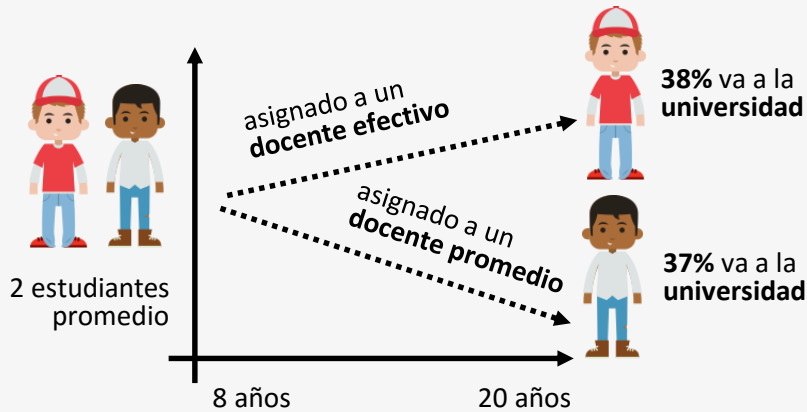 2 estudiantes
promedio
asignado a un
docente efectivo
38% va a la
universidad
asignado a un
docente promedio
37% va a la
universidad
8 años
20 años